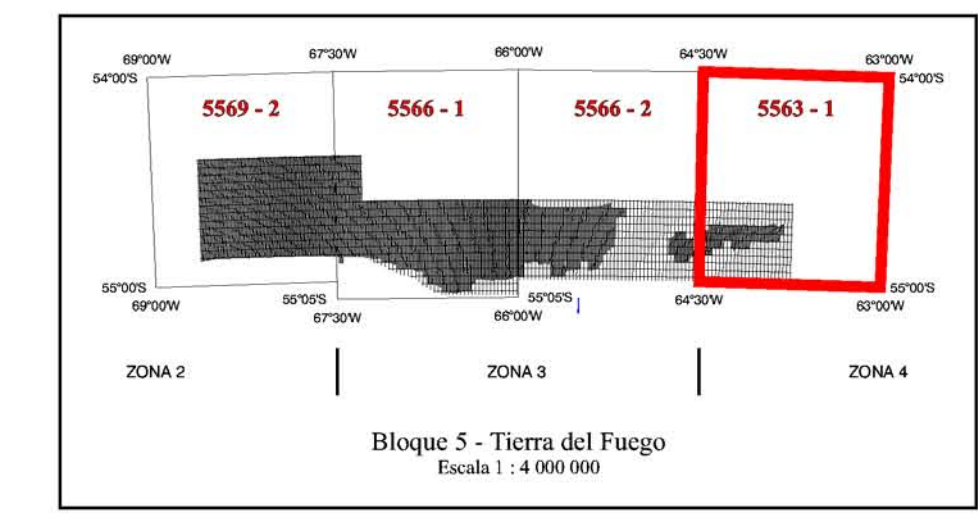 69°00'W 67°30'W 66°00'W 64°30'W 63°00'W
54°00'S 54°00'S
5569 - 2 5566 - 1 5566 - 2 5563 - 1
55°00'S 55°00'S
69°00'W 55°05'S 55°05'S 64°30'W 63°00'W
67°30'W 66°00'W
ZONA 2 ZONA 3 ZONA 4
Bloque 5 - Tierra del Fuego
Escala 1 : 4 000 000